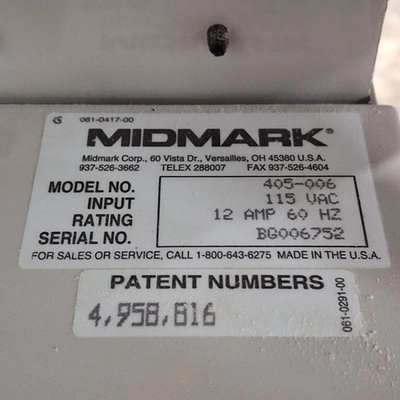 061-0417-00
MIDMARK®
Midmark Corp., 60 Vista Dr., Versailles, OH 45380 U.S.A.
937-526-3662 TELEX 288007 FAX 937-526-4604
MODEL NO. 405-006
INPUT 115 VAC
RATING 12 AMP 60 HZ
SERIAL NO. BG006752
FOR SALES OR SERVICE, CALL 1-800-643-6275 MADE IN THE U.S.A.
PATENT NUMBERS
4,958,816
061-0291-00